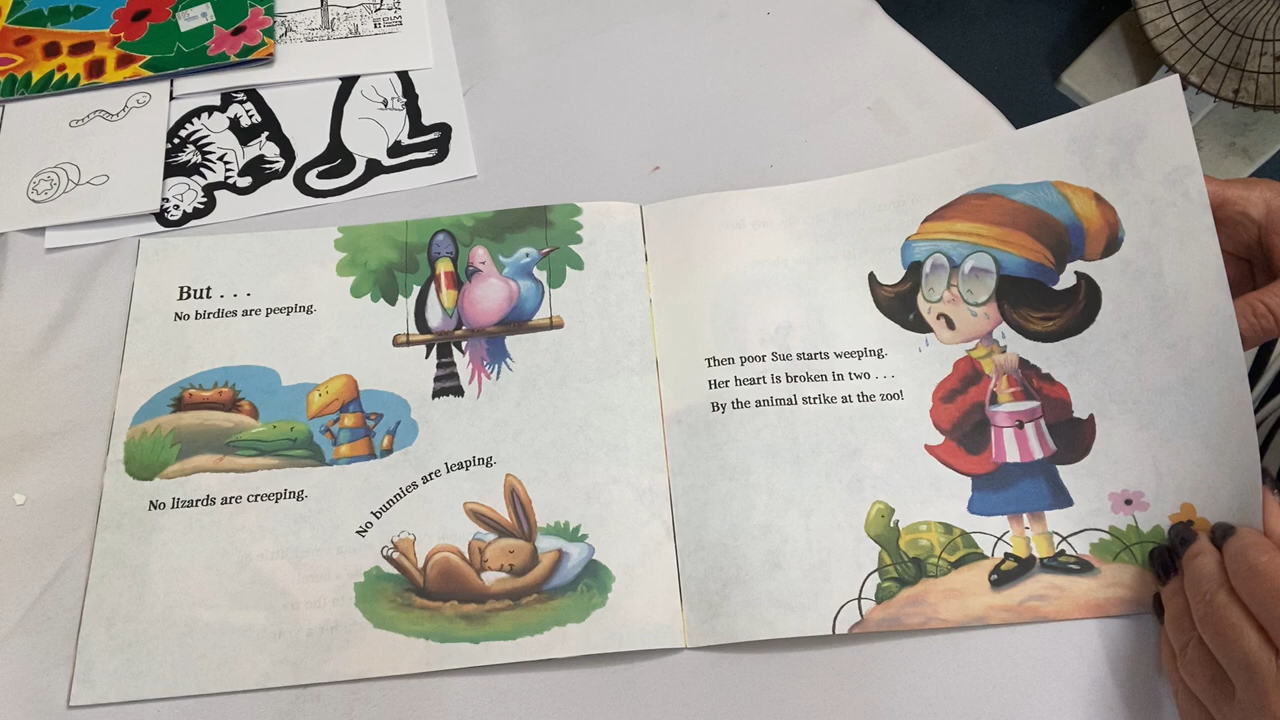 But . . .
No birdies are peeping.
No lizards are creeping.
No bunnies are leaping.
Then poor Sue starts weeping.
Her heart is broken in two . . .
By the animal strike at the zoo!